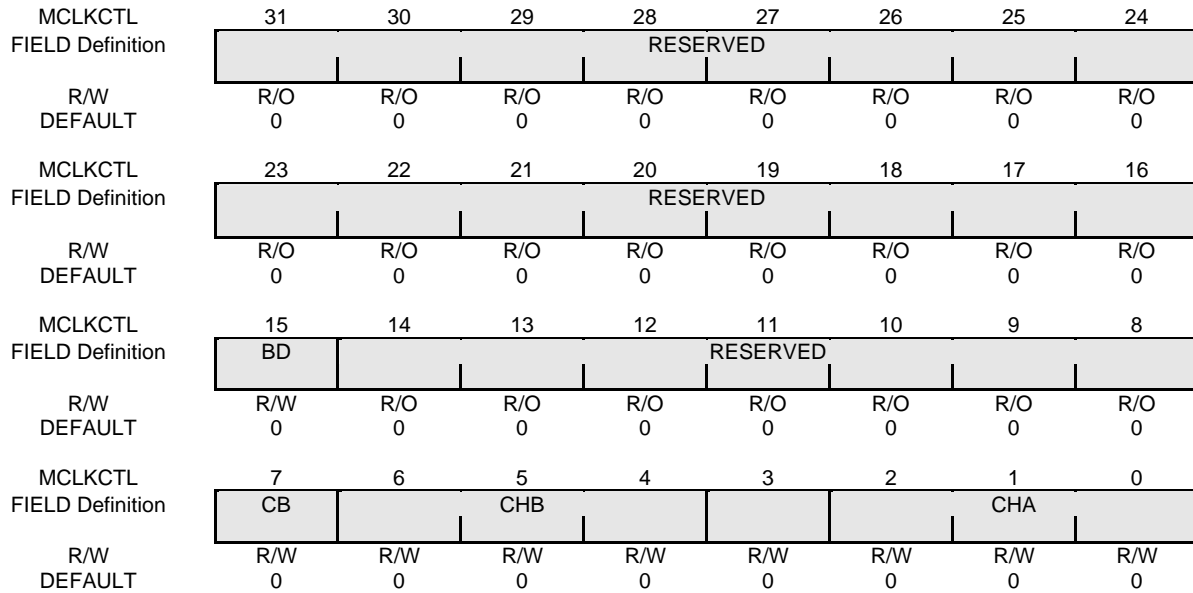 MCLKCTL 31 30 29 28 27 26 25 24
FIELD Definition RESERVED
R/W R/O R/O R/O R/O R/O R/O R/O R/O
DEFAULT 0 0 0 0 0 0 0 0
MCLKCTL 23 22 21 20 19 18 17 16
FIELD Definition RESERVED
R/W R/O R/O R/O R/O R/O R/O R/O R/O
DEFAULT 0 0 0 0 0 0 0 0
MCLKCTL 15 14 13 12 11 10 9 8
FIELD Definition BD RESERVED
R/W R/W R/O R/O R/O R/O R/O R/O R/O
DEFAULT 0 0 0 0 0 0 0 0
MCLKCTL 7 6 5 4 3 2 1 0
FIELD Definition CB CHB CHA
R/W R/W R/W R/W R/W R/W R/W R/W R/W
DEFAULT 0 0 0 0 0 0 0 0